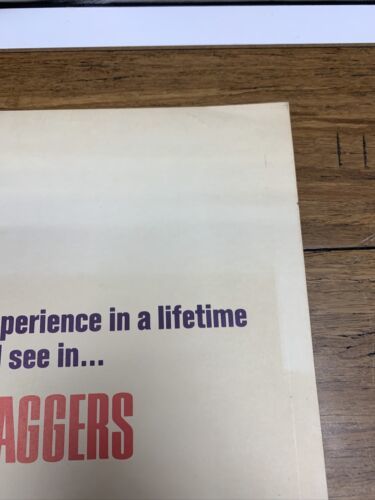 perience in a lifetime
see in...
AGGERS